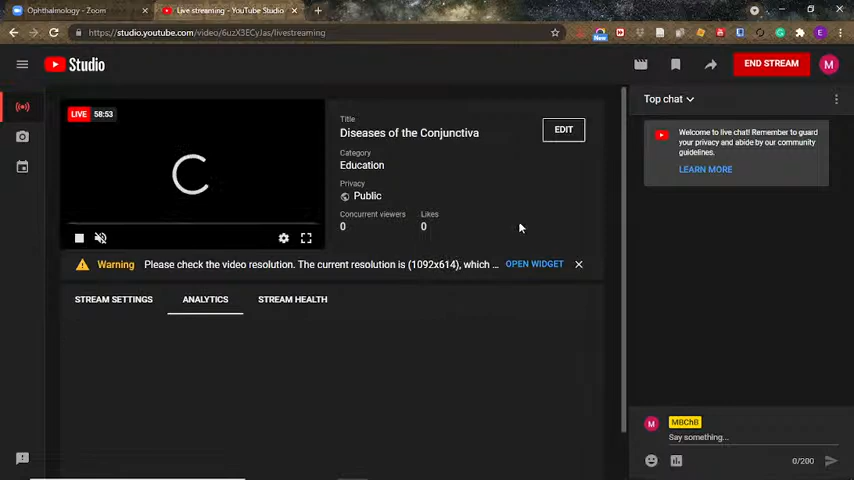 Ophthalmology - Zoom
Live streaming - YouTube Studio
https://studio.youtube.com/video/6uzX3ECyJas/livestreaming
New
E
Studio
END STREAM
M
LIVE 58:53
Title
Diseases of the Conjunctiva
EDIT
Category
Education
Privacy
Public
Concurrent viewers
Likes
0
0
Warning Please check the video resolution. The current resolution is (1092x614), which ... OPEN WIDGET
STREAM SETTINGS
ANALYTICS
STREAM HEALTH
Top chat
Welcome to live chat! Remember to guard
your privacy and abide by our community
guidelines.
LEARN MORE
M
MBChB
Say something...
0/200